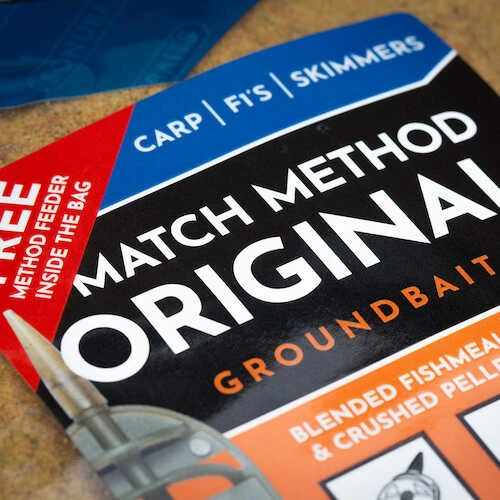 CARP | F1'S | SKIMMERS
FREE
METHOD FEEDER
INSIDE THE BAG
MATCH METHOD
ORIGINAL
GROUNDBAIT
BLENDED FISHMEAL
& CRUSHED